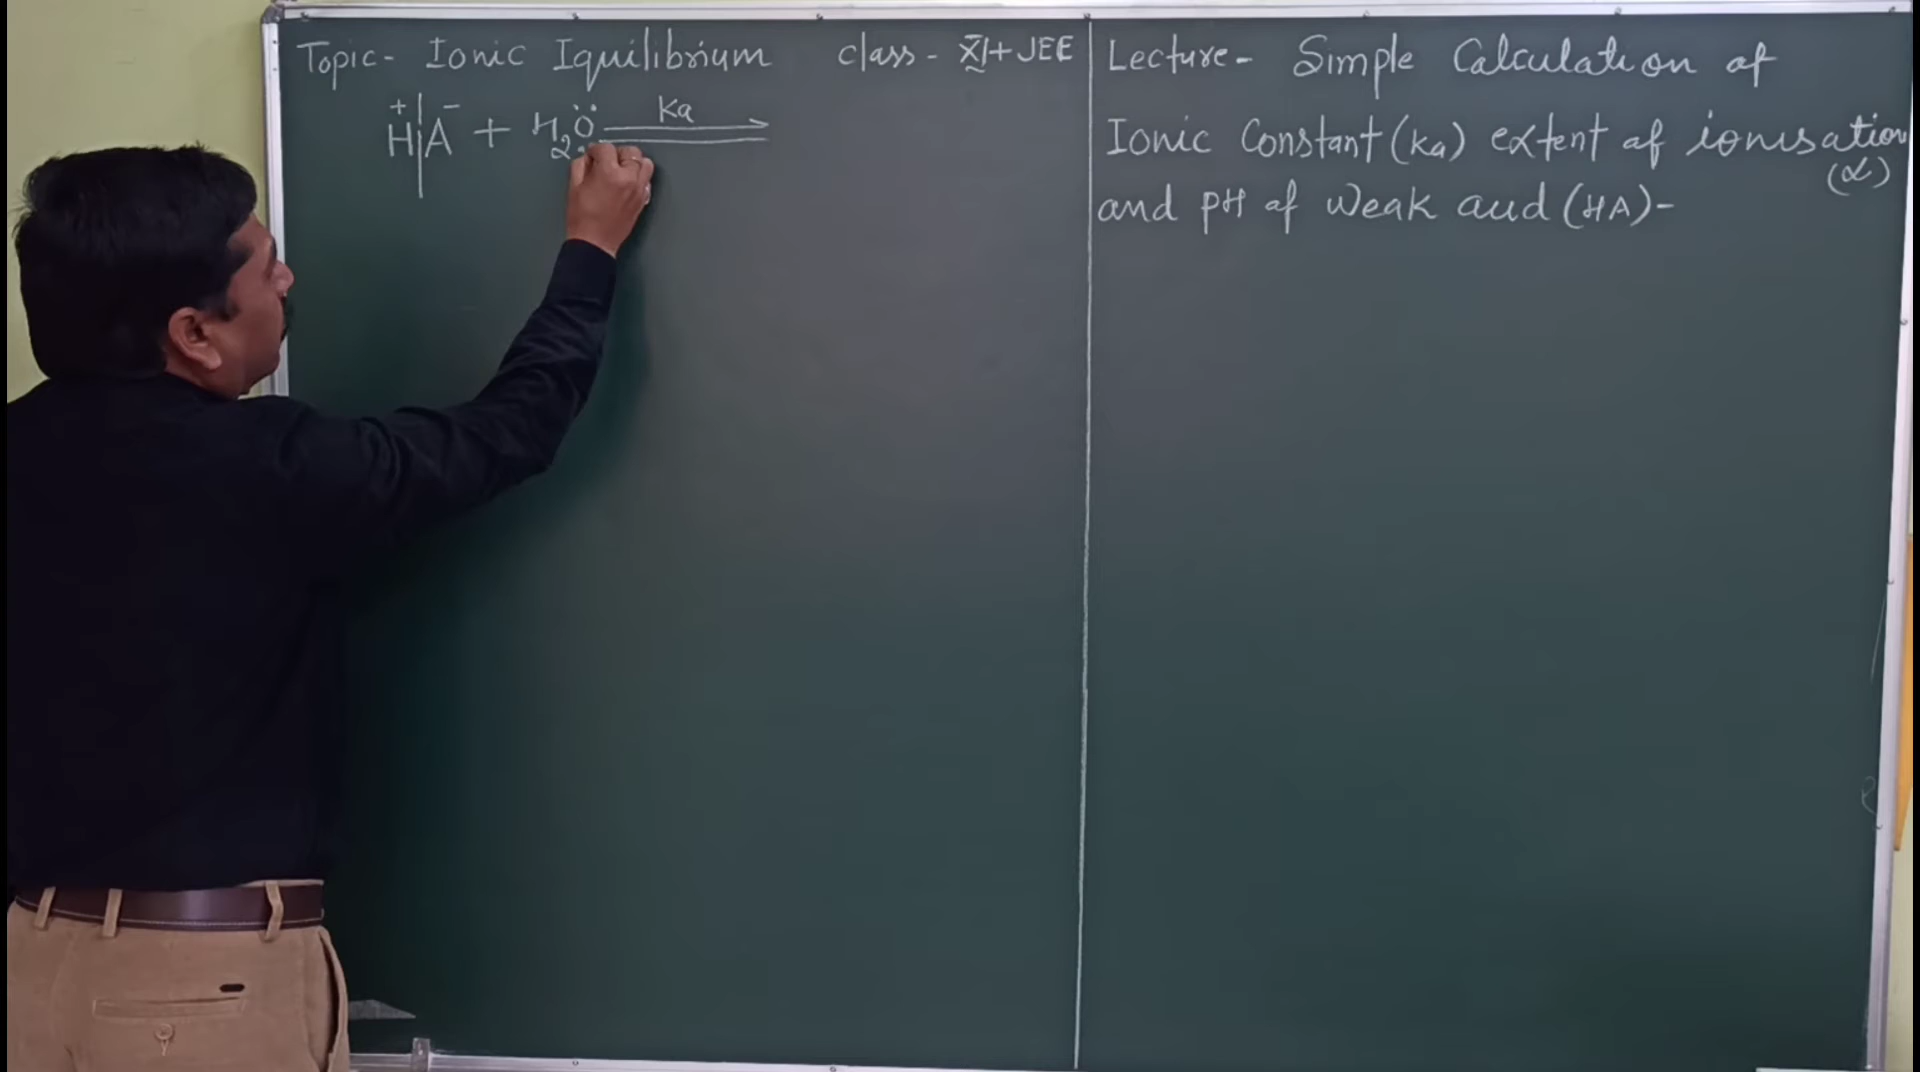 Topic- Ionic Iquilibrium class- XI+JEE
H|A + H2O Ka
+ -
Lecture- Simple Calculation of
Ionic Constant(Ka) extent of ionisation
(α)
and pH of Weak acid (HA)-